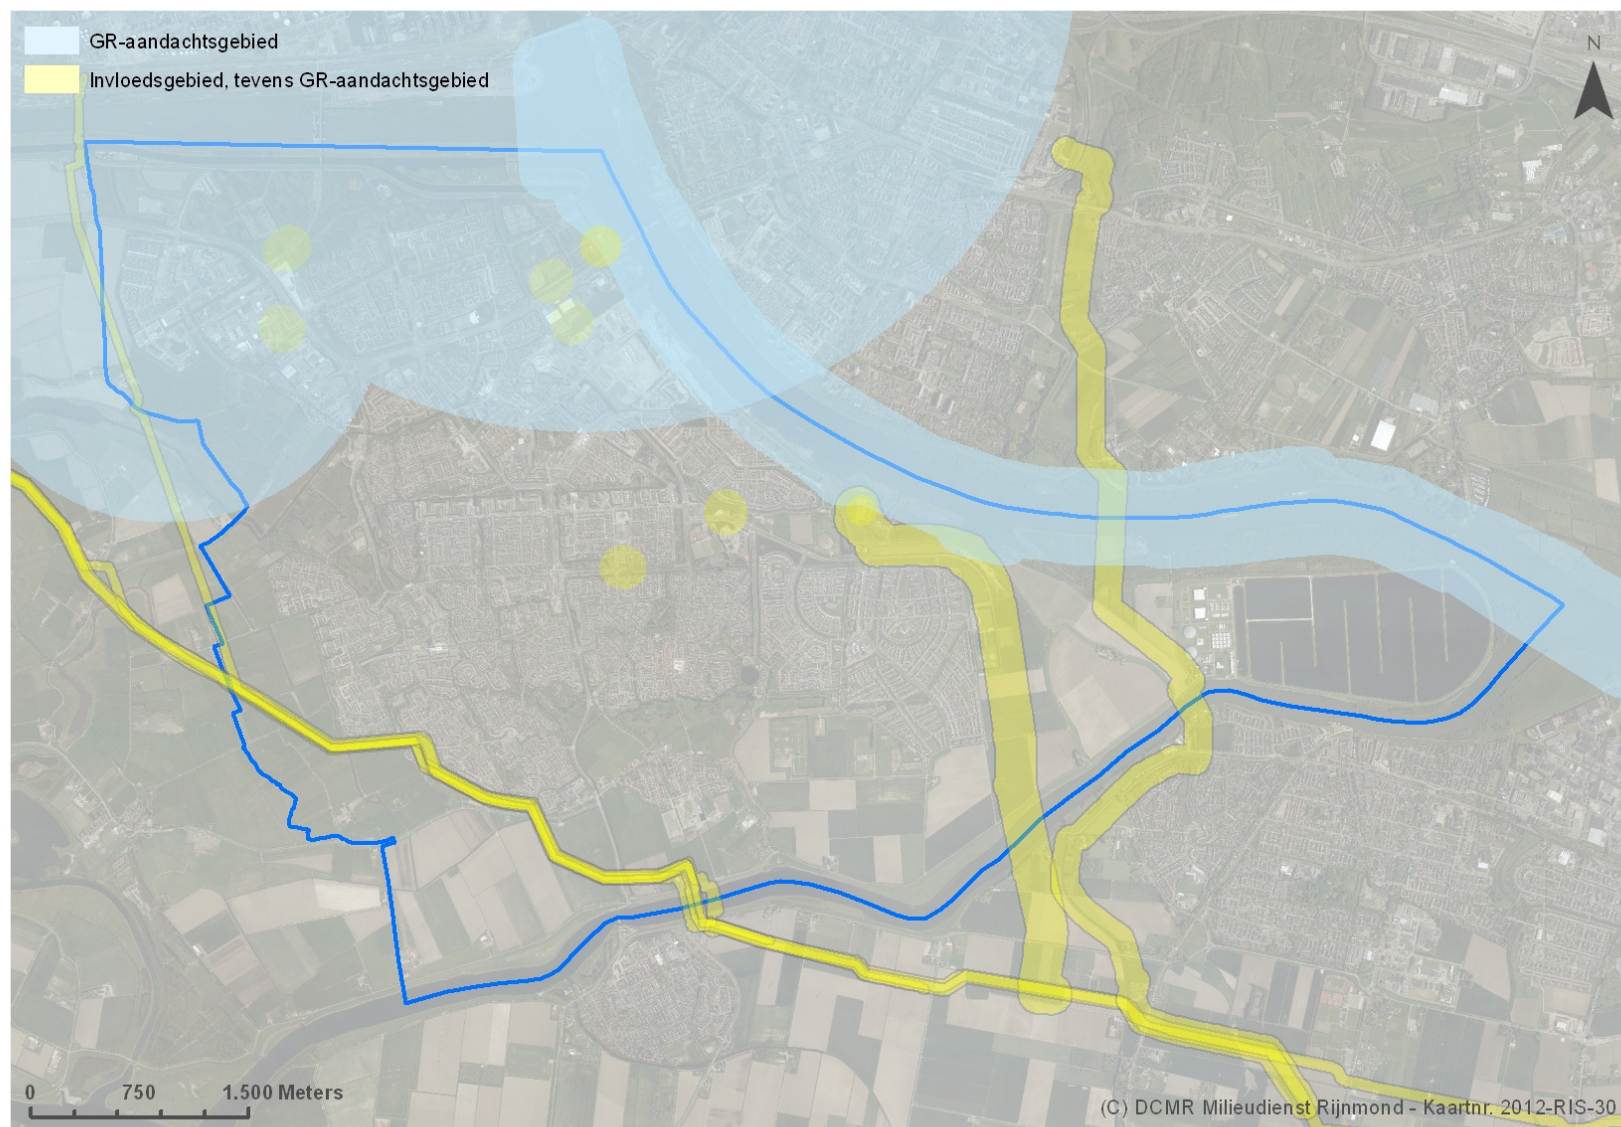 GR-aandachtsgebied
Invloedsgebied, tevens GR-aandachtsgebied
N
0 750 1.500 Meters
(C) DCMR Milieudienst Rijnmond - Kaartnr. 2012-RIS-30